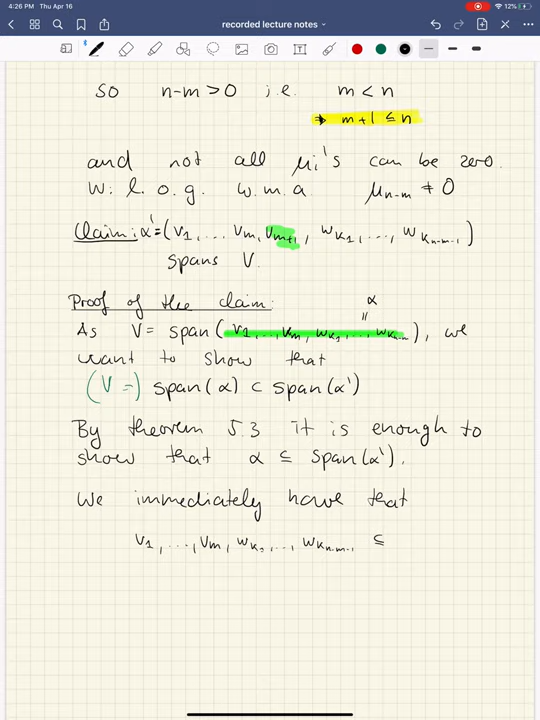 4:26 PM Thu Apr 16
12%
recorded lecture notes
so n-m>0 i.e. m<n
→ m+1 ≤ n
and not all μi's can be zero.
W. l. o. g. w. m. a. μn-m ≠ 0
Claim: α'=(v1, ... vm, vm+1, wk1, ..., wkn-m-1)
spans V.
Proof of the claim:
α
=
As V = span(v1, ..., vm, wk1, ..., wkn-m), we
want to show that
(V =) span(α) ⊂ span(α')
By theorem 5.3 it is enough to
show that α ⊆ span(α').
We immediately have that
v1, ..., vm, wk1, ..., wkn-m-1 ⊆